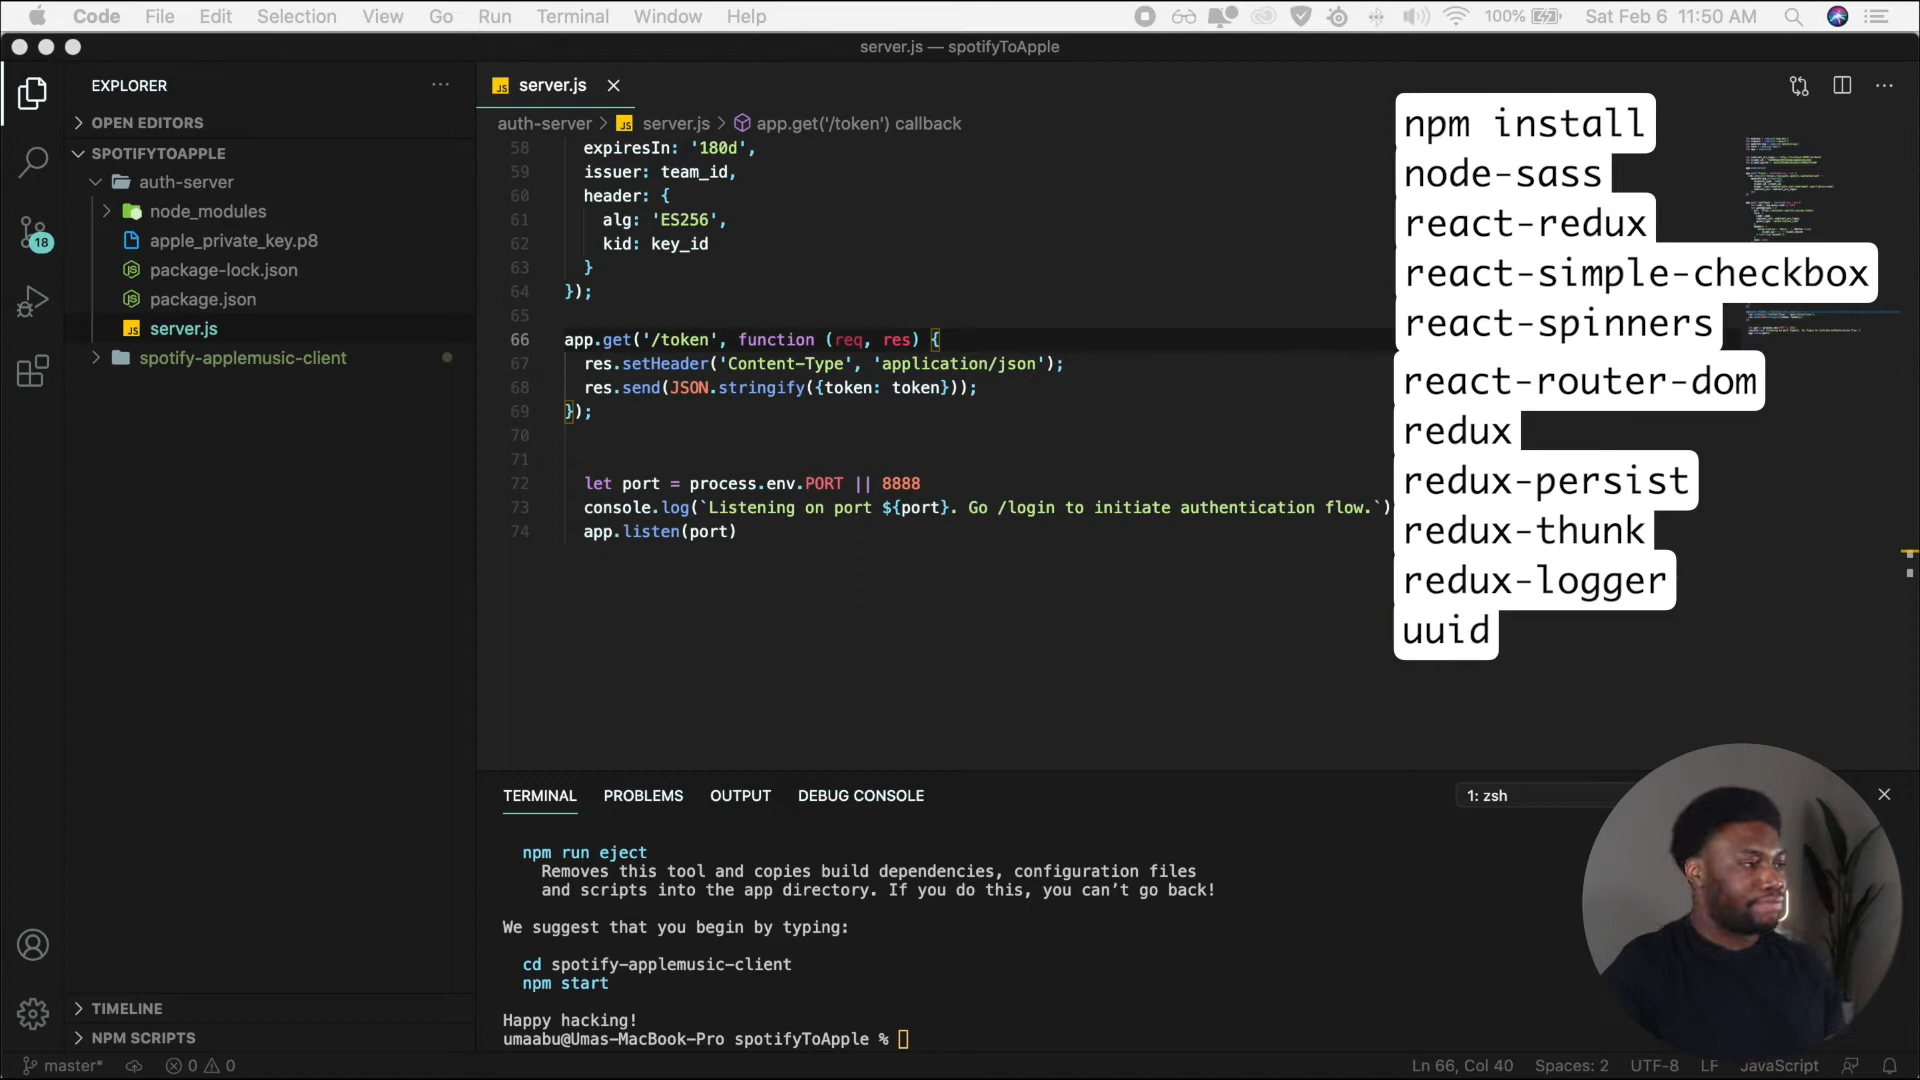 Code File Edit Selection View Go Run Terminal Window Help 100% Sat Feb 6 11:50 AM
server.js — spotifyToApple
EXPLORER
OPEN EDITORS
SPOTIFYTOAPPLE
auth-server
node_modules
apple_private_key.p8
package-lock.json
package.json
JS server.js
spotify-applemusic-client
18
TIMELINE
NPM SCRIPTS
JS server.js
auth-server > JS server.js > app.get('/token') callback
58 expiresIn: '180d',
59 issuer: team_id,
60 header: {
61 alg: 'ES256',
62 kid: key_id
63 }
64 });
65
66 app.get('/token', function (req, res) {
67 res.setHeader('Content-Type', 'application/json');
68 res.send(JSON.stringify({token: token}));
69 });
70
71
72 let port = process.env.PORT || 8888
73 console.log(`Listening on port ${port}. Go /login to initiate authentication flow.`)
74 app.listen(port)
npm install
node-sass
react-redux
react-simple-checkbox
react-spinners
react-router-dom
redux
redux-persist
redux-thunk
redux-logger
uuid
TERMINAL PROBLEMS OUTPUT DEBUG CONSOLE 1: zsh
npm run eject
Removes this tool and copies build dependencies, configuration files
and scripts into the app directory. If you do this, you can't go back!
We suggest that you begin by typing:
cd spotify-applemusic-client
npm start
Happy hacking!
umaabu@Umas-MacBook-Pro spotifyToApple %
master* 0 0 Ln 66, Col 40 Spaces: 2 UTF-8 LF JavaScript